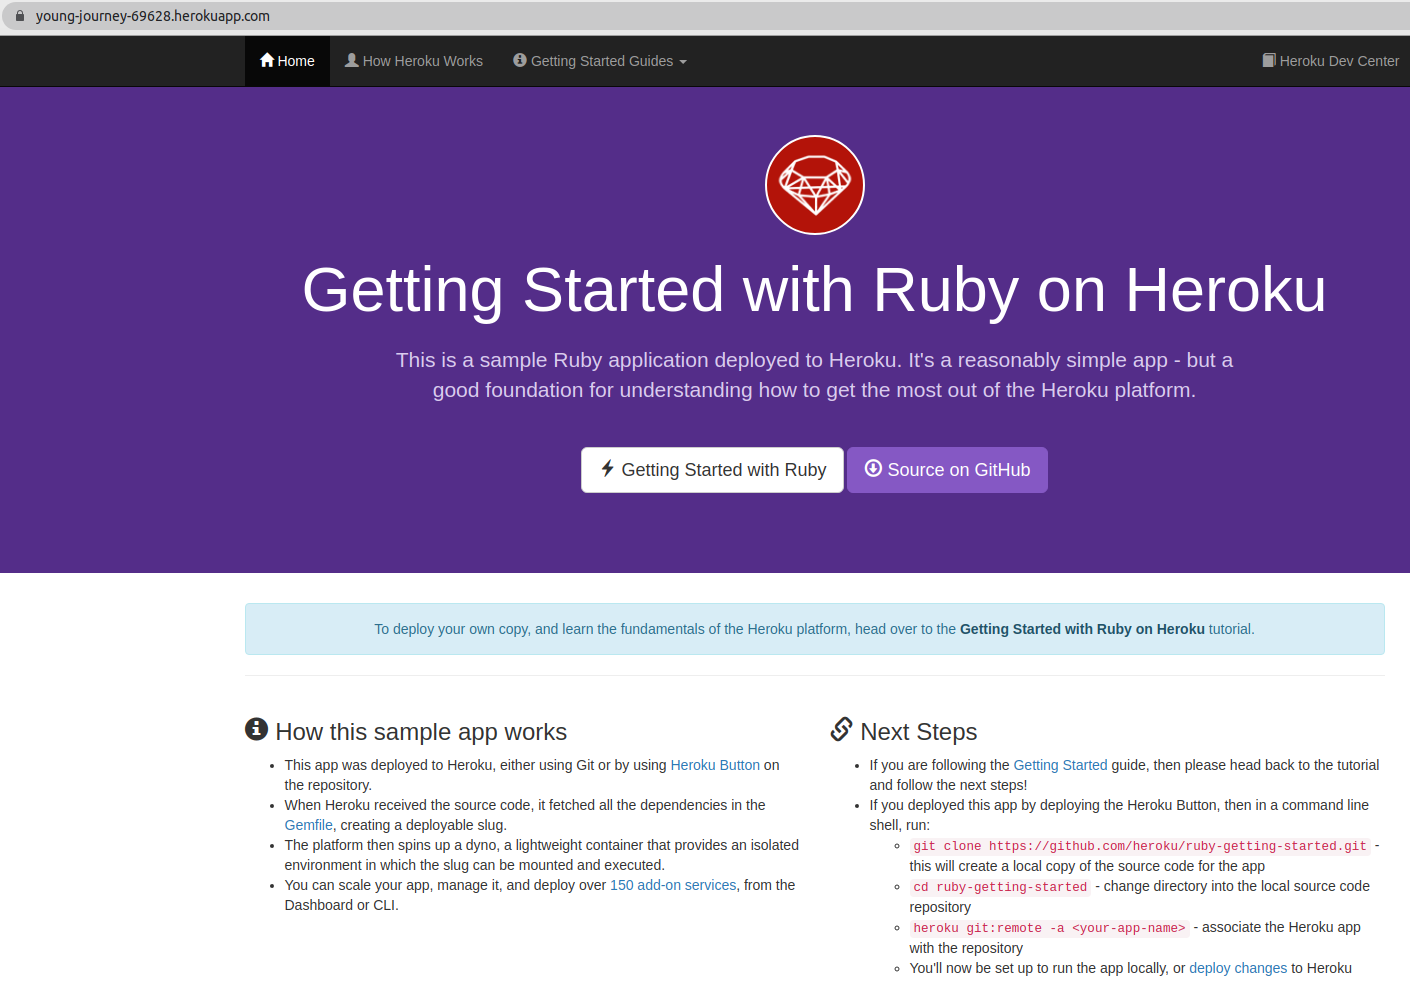 young-journey-69628.herokuapp.com
Home How Heroku Works Getting Started Guides Heroku Dev Center
Getting Started with Ruby on Heroku
This is a sample Ruby application deployed to Heroku. It's a reasonably simple app - but a
good foundation for understanding how to get the most out of the Heroku platform.
Getting Started with Ruby Source on GitHub
To deploy your own copy, and learn the fundamentals of the Heroku platform, head over to the Getting Started with Ruby on Heroku tutorial.
How this sample app works
This app was deployed to Heroku, either using Git or by using Heroku Button on
the repository.
When Heroku received the source code, it fetched all the dependencies in the
Gemfile, creating a deployable slug.
The platform then spins up a dyno, a lightweight container that provides an isolated
environment in which the slug can be mounted and executed.
You can scale your app, manage it, and deploy over 150 add-on services, from the
Dashboard or CLI.
Next Steps
If you are following the Getting Started guide, then please head back to the tutorial
and follow the next steps!
If you deployed this app by deploying the Heroku Button, then in a command line
shell, run:
git clone https://github.com/heroku/ruby-getting-started.git -
this will create a local copy of the source code for the app
cd ruby-getting-started - change directory into the local source code
repository
heroku git:remote -a <your-app-name> - associate the Heroku app
with the repository
You'll now be set up to run the app locally, or deploy changes to Heroku